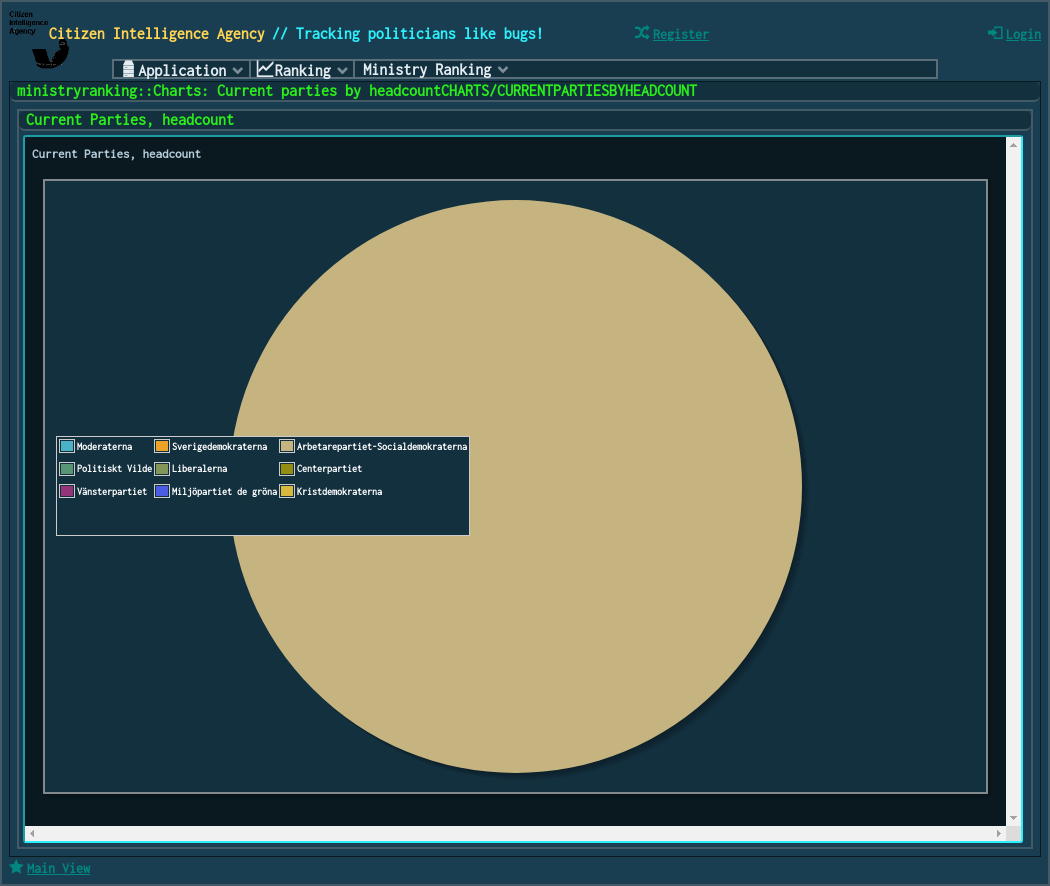 Citizen
Intelligence
Agency
Citizen Intelligence Agency // Tracking politicians like bugs!
Register
Login
Application
Ranking
Ministry Ranking
ministryranking::Charts: Current parties by headcountCHARTS/CURRENTPARTIESBYHEADCOUNT
Current Parties, headcount
Current Parties, headcount
Moderaterna Sverigedemokraterna Arbetarepartiet-Socialdemokraterna
Politiskt Vilde Liberalerna Centerpartiet
Vänsterpartiet Miljöpartiet de gröna Kristdemokraterna
Main View